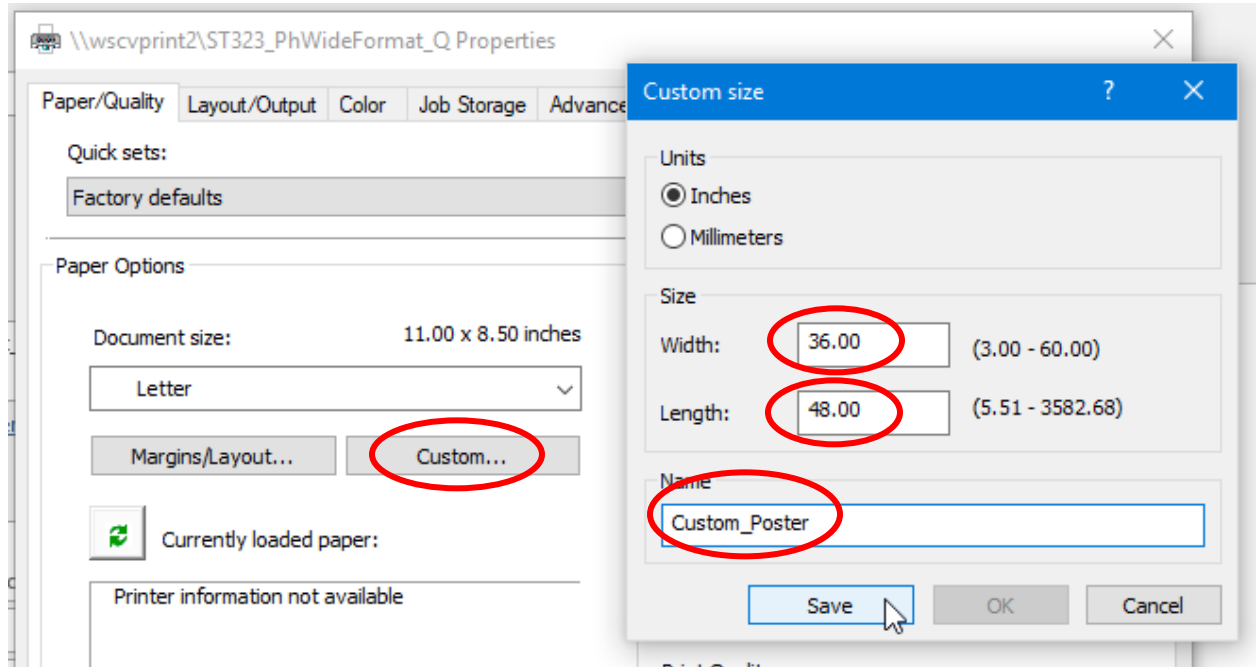 \\wscvprint2\ST323_PhWideFormat_Q Properties
Paper/Quality Layout/Output Color Job Storage
Quick sets:
Factory defaults
Paper Options
Document size: 11.00 x 8.50 inches
Letter
Margins/Layout... Custom...
Currently loaded paper:
Printer information not available
Custom size ?
Units
Inches
Millimeters
Size
Width: 36.00 (3.00 - 60.00)
Length: 48.00 (5.51 - 3582.68)
Name
Custom_Poster
Save OK Cancel